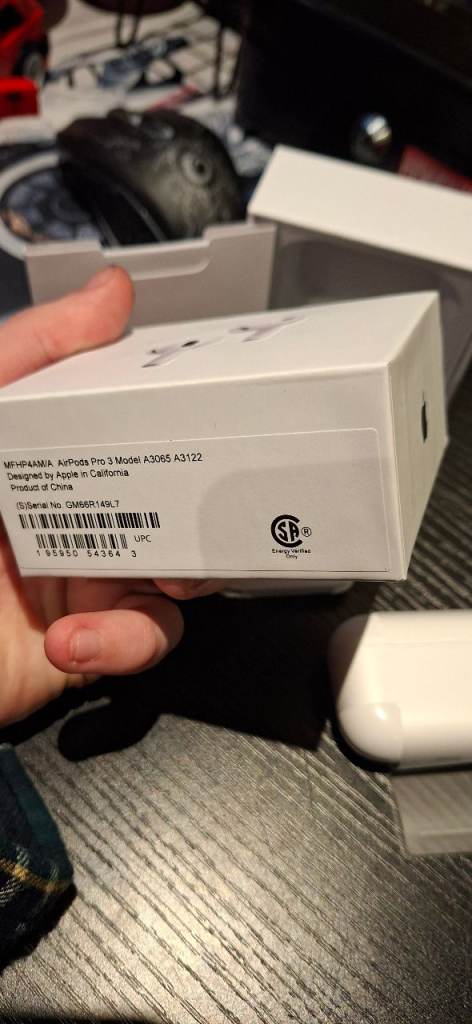 MFHP4AM/A AirPods Pro 3 Model A3065 A3122
Designed by Apple in California
Product of China
(S)Serial No. GM66R149L7
UPC
1 95950 54364 3
SA ®
Energy Verified
Only